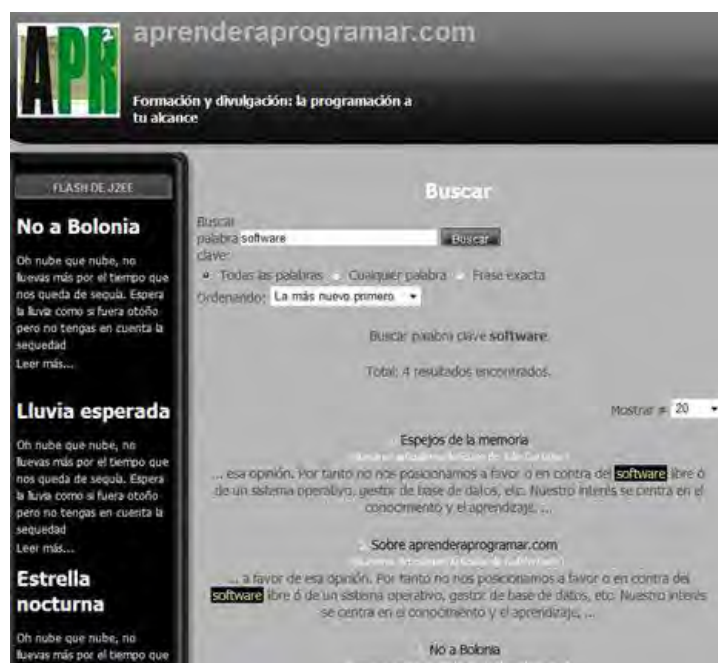 APR2
aprenderaprogramar.com
Formación y divulgación: la programación a
tu alcance
FLASH DE J2EE
No a Bolonia
Oh nube que nube, no
lluevas más por el tiempo que
nos queda de sequía. Espera
la lluvia como si fuera otoño
pero no tengas en cuenta la
sequedad
Leer más...
Lluvia esperada
Oh nube que nube, no
lluevas más por el tiempo que
nos queda de sequía. Espera
la lluvia como si fuera otoño
pero no tengas en cuenta la
sequedad
Leer más...
Estrella
nocturna
Oh nube que nube, no
lluevas más por el tiempo que
Buscar
Buscar
palabra software Buscar
clave:
Todas las palabras Cualquier palabra Frase exacta
Ordenando: La más nuevo primero
Buscar palabra clave software.
Total: 4 resultados encontrados.
Mostrar # 20
Espejos de la memoria
... esa opinión. Por tanto no nos posicionamos a favor o en contra del software libre ó
de un sistema operativo, gestor de base de datos, etc. Nuestro interés se centra en el
conocimiento y el aprendizaje, ...
2. Sobre aprenderaprogramar.com
... a favor de esa opinión. Por tanto no nos posicionamos a favor o en contra del
software libre ó de un sistema operativo, gestor de base de datos, etc. Nuestro interés
se centra en el conocimiento y el aprendizaje, ...
No a Bolonia